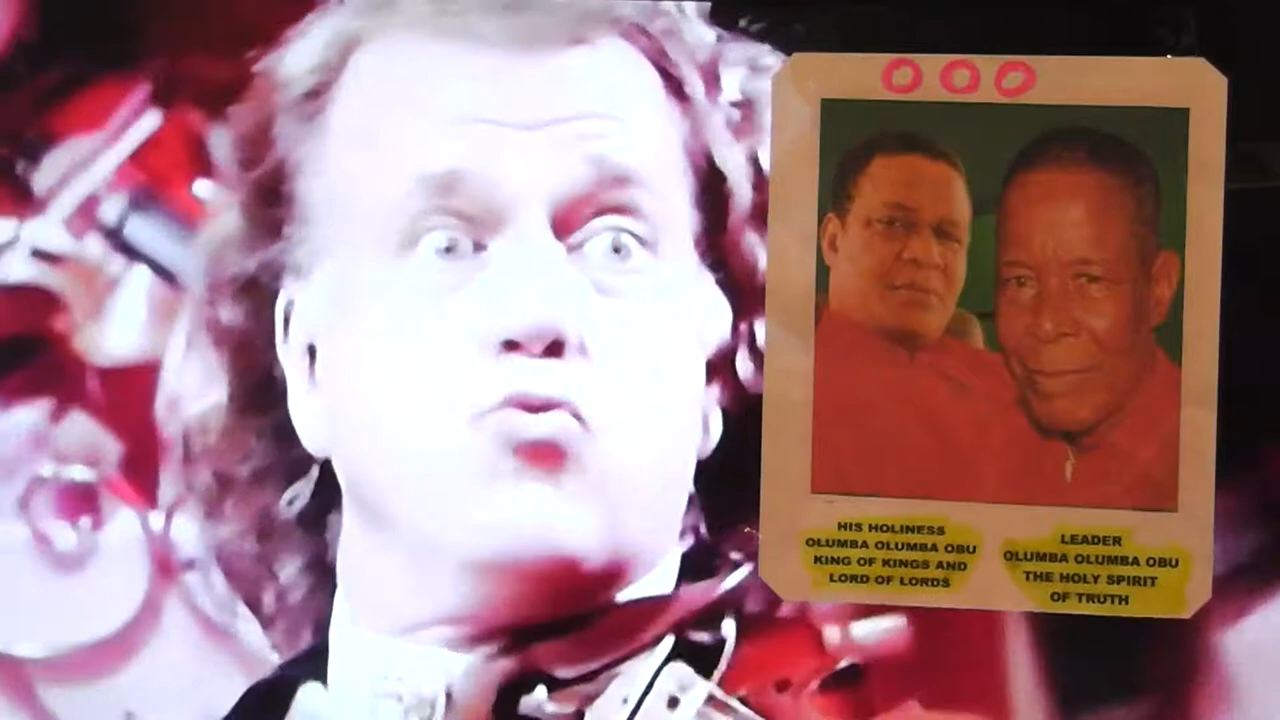 O O O
HIS HOLINESS
OLUMBA OLUMBA OBU
KING OF KINGS AND
LORD OF LORDS
LEADER
OLUMBA OLUMBA OBU
THE HOLY SPIRIT
OF TRUTH